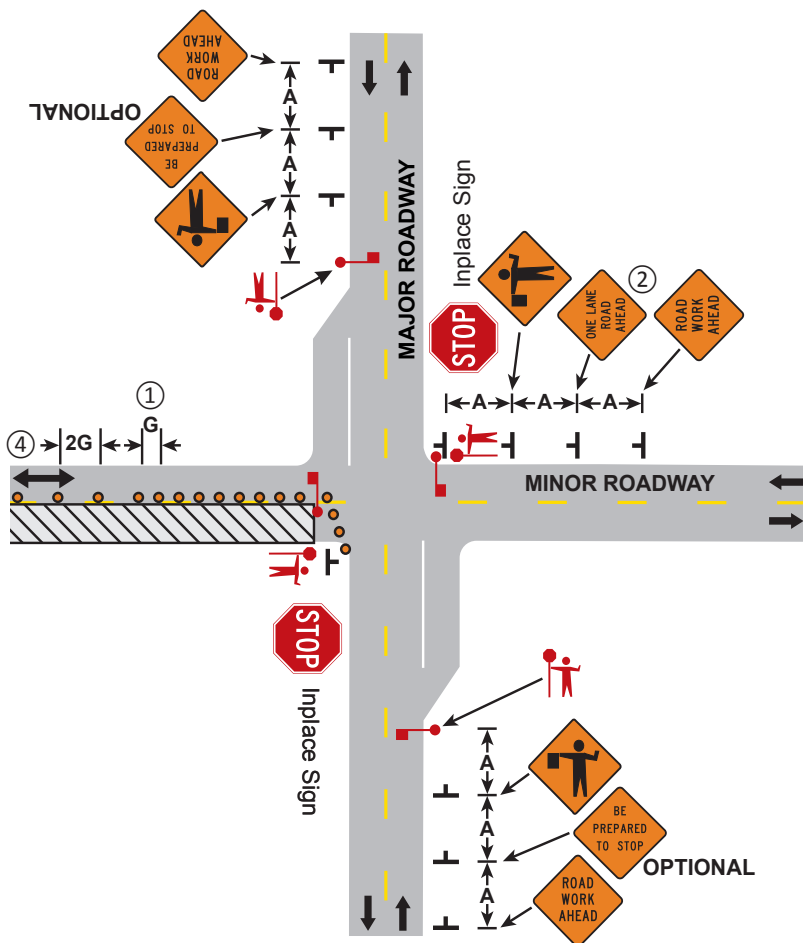 ROAD
WORK
AHEAD
A
OPTIONAL
BE
PREPARED
TO STOP
A
A
MAJOR ROADWAY
Inplace Sign
STOP
ONE LANE
ROAD
AHEAD
②
ROAD
WORK
AHEAD
A
A
A
①
G
④
2G
MINOR ROADWAY
STOP
Inplace Sign
A
A
BE
PREPARED
TO STOP
OPTIONAL
A
ROAD
WORK
AHEAD